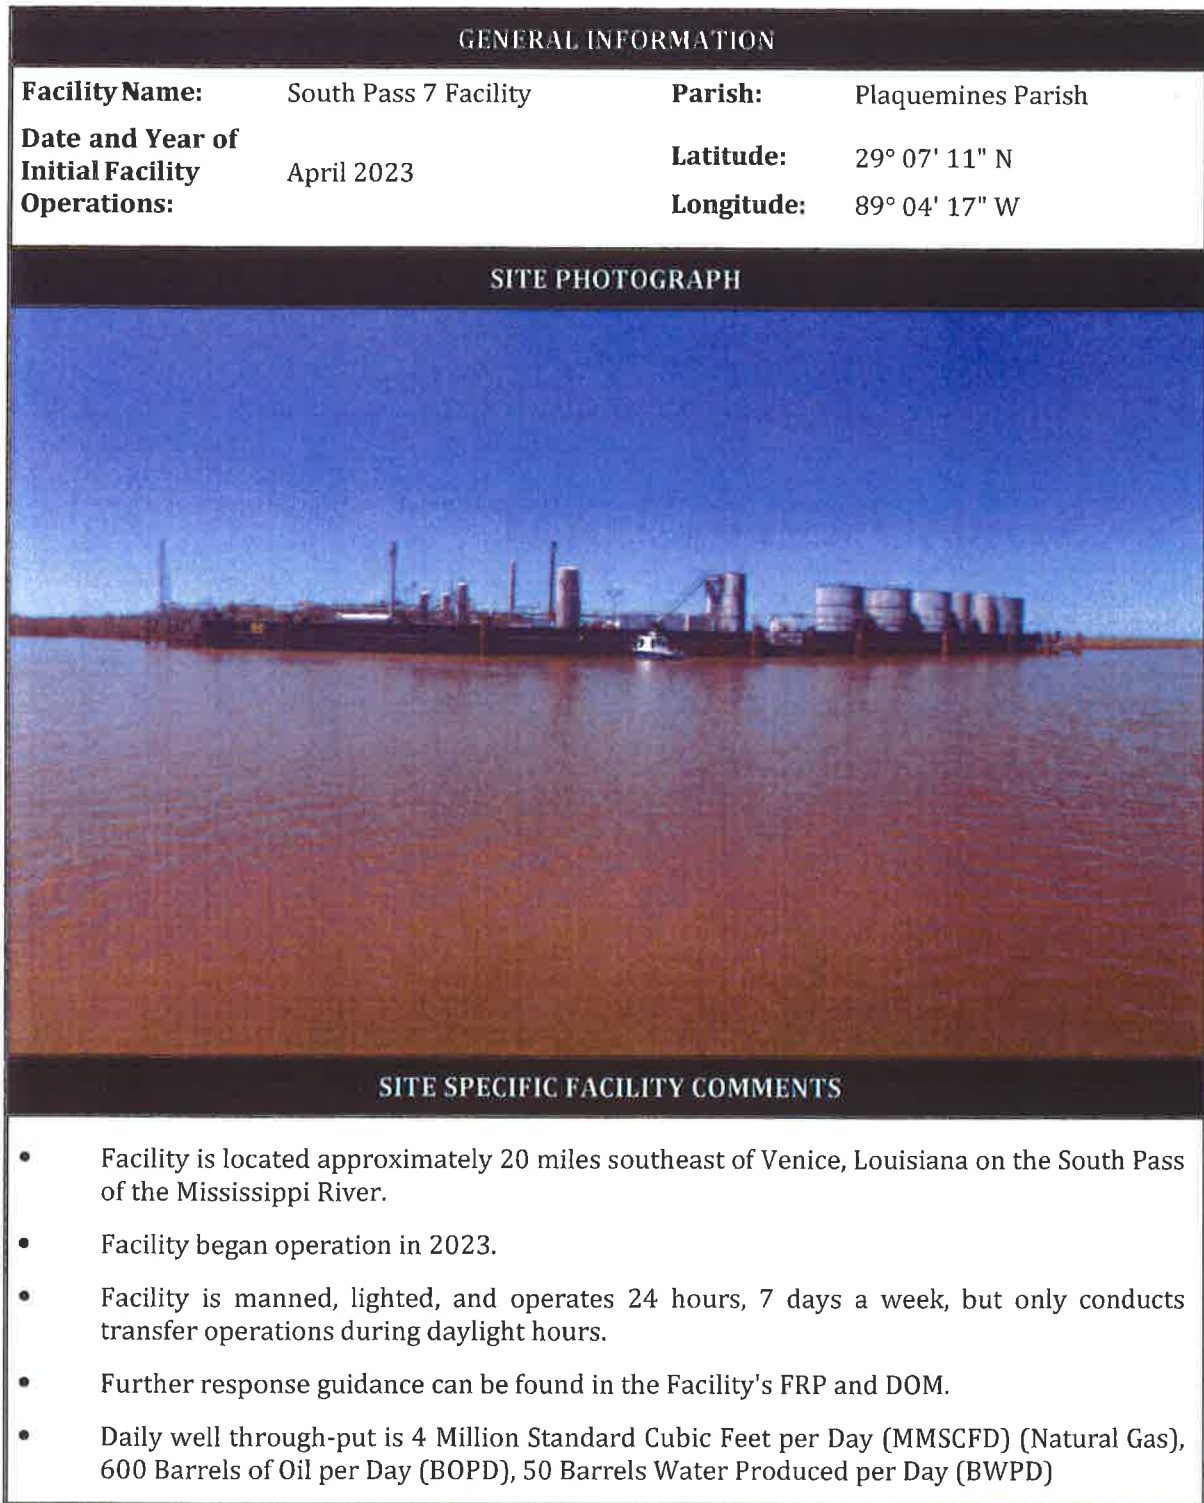 GENERAL INFORMATION
Facility Name: South Pass 7 Facility Parish: Plaquemines Parish
Date and Year of
Initial Facility
Operations:
April 2023
Latitude: 29° 07' 11" N
Longitude: 89° 04' 17" W
SITE PHOTOGRAPH
SITE SPECIFIC FACILITY COMMENTS
• Facility is located approximately 20 miles southeast of Venice, Louisiana on the South Pass
of the Mississippi River.
• Facility began operation in 2023.
• Facility is manned, lighted, and operates 24 hours, 7 days a week, but only conducts
transfer operations during daylight hours.
• Further response guidance can be found in the Facility's FRP and DOM.
• Daily well through-put is 4 Million Standard Cubic Feet per Day (MMSCFD) (Natural Gas),
600 Barrels of Oil per Day (BOPD), 50 Barrels Water Produced per Day (BWPD)